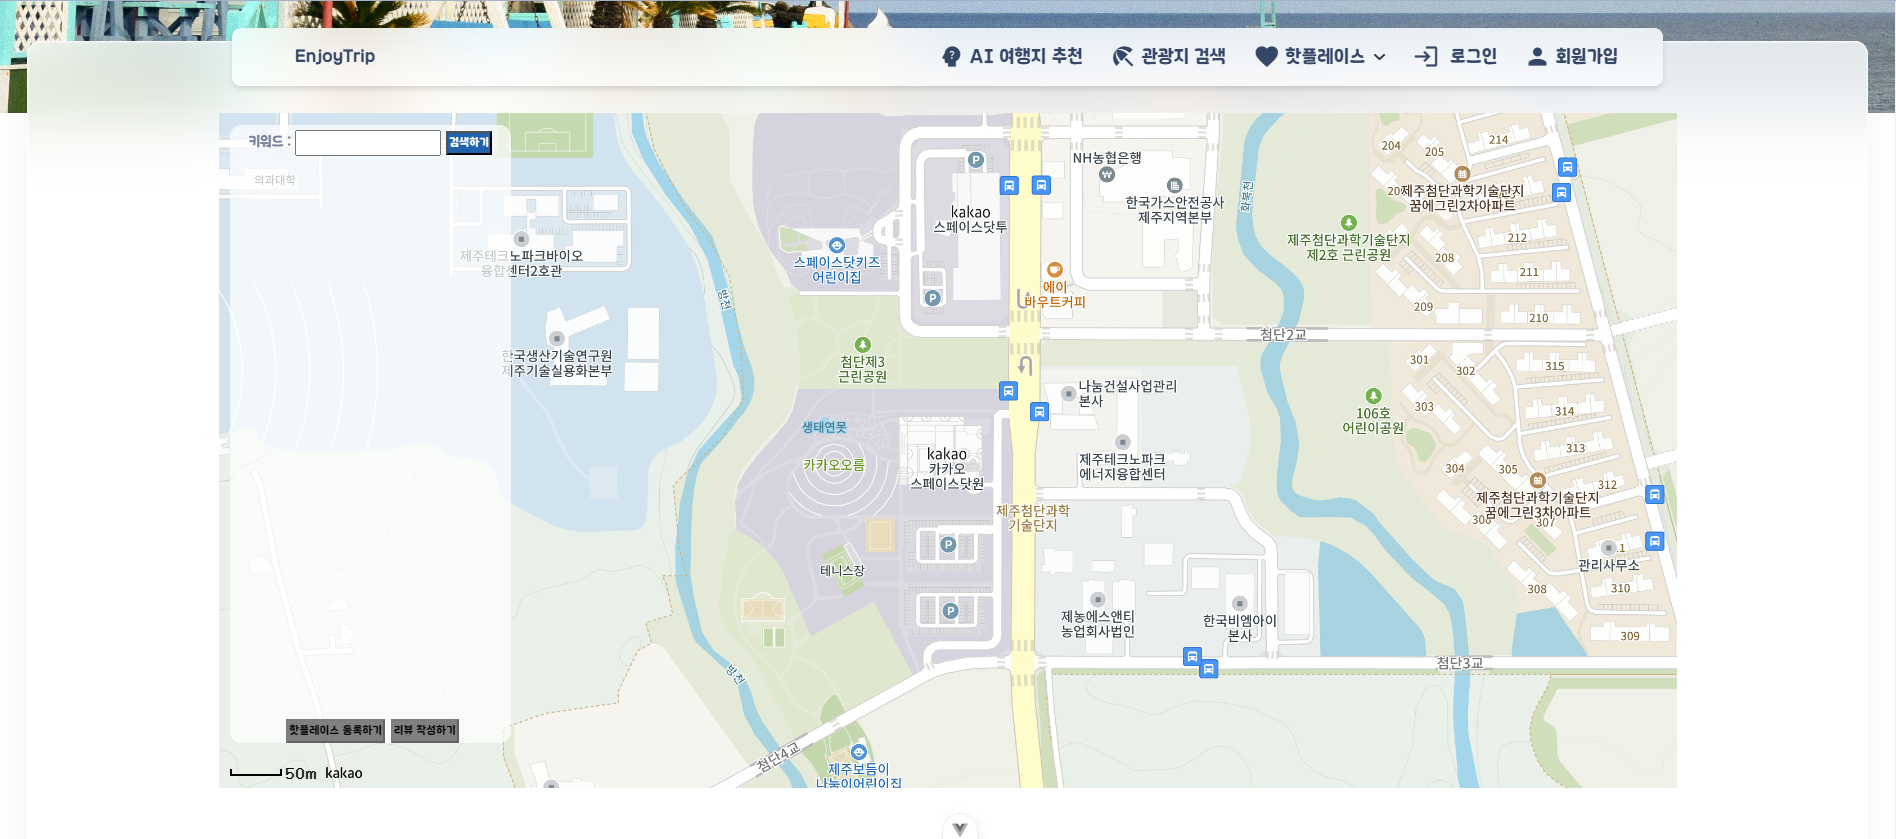 EnjoyTrip
AI 여행지 추천
관광지 검색
핫플레이스
로그인
회원가입
키워드 :
검색하기
의과대학
제주테크노파크바이오
융합센터2호관
한국생산기술연구원
제주기술실용화본부
방천
스페이스닷키즈
어린이집
첨단제3
근린공원
생태연못
카카오오름
테니스장
P
P
P
P
kakao
스페이스닷투
kakao
카카오
스페이스닷원
NH농협은행
한국가스안전공사
제주지역본부
화북천
에이
바우트커피
첨단2교
나눔건설사업관리
본사
제주테크노파크
에너지융합센터
제주첨단과학
기술단지
제농에스앤티
농업회사법인
한국비엠아이
본사
제주첨단과학기술단지
제2호 근린공원
106호
어린이공원
204
205
214
제주첨단과학기술단지
꿈에그린2차아파트
212
208
211
209
210
301
302
315
303
314
313
304
305
312
제주첨단과학기술단지
꿈에그린3차아파트
306
307
관리사무소
308
310
309
첨단3교
방천
첨단4교
제주보듬이
나눔이어린이집
핫플레이스 등록하기
리뷰 작성하기
50m
kakao